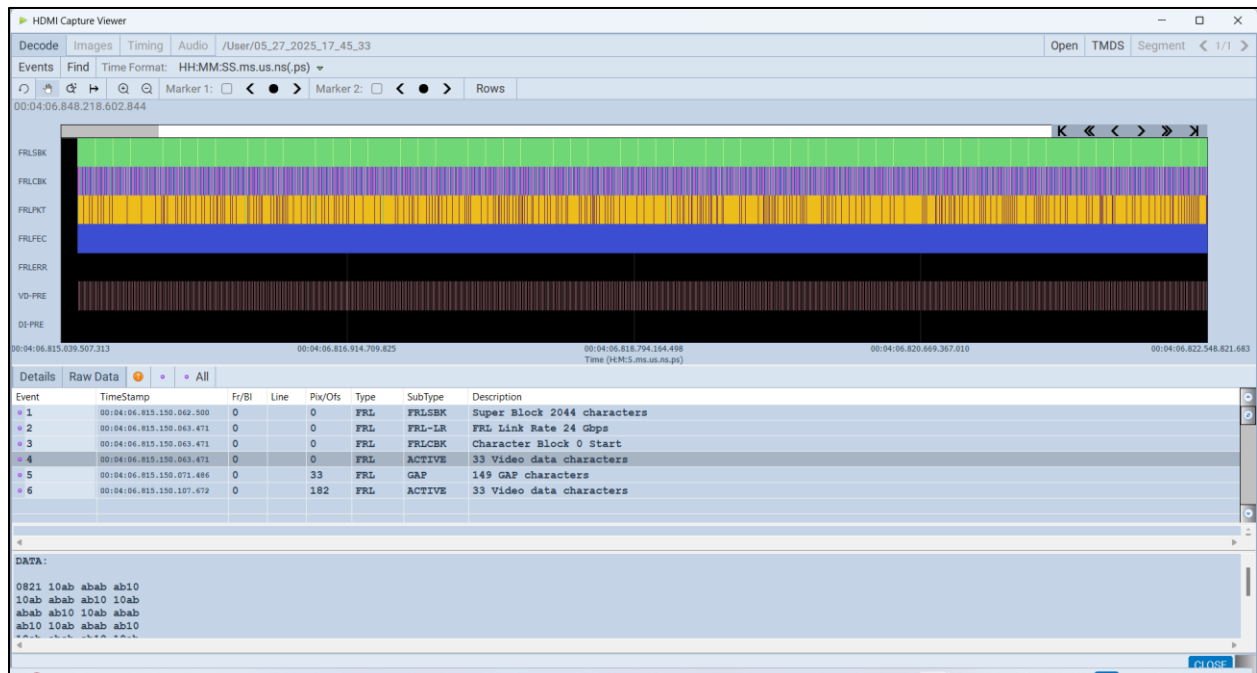 HDMI Capture Viewer
Decode Images Timing Audio /User/05_27_2025_17_45_33 Open TMDS Segment 1/1
Events Find Time Format: HH:MM:SS.ms.us.ns(.ps)
Marker 1: Marker 2: Rows
00:04:06.848.218.602.844
FRLSBK
FRLCBK
FRLPKT
FRLFEC
FRLERR
VD-PRE
DI-PRE
00:04:06.815.039.507.313 00:04:06.816.914.709.825 00:04:06.818.794.164.498 00:04:06.820.669.367.010 00:04:06.822.548.821.683
Time (H:M:S.ms.us.ns.ps)
Details Raw Data All
Event TimeStamp Fr/Bl Line Pix/Ofs Type SubType Description
1 00:04:06.815.150.062.500 0 0 FRL FRLSBK Super Block 2044 characters
2 00:04:06.815.150.063.471 0 0 FRL FRL-LR FRL Link Rate 24 Gbps
3 00:04:06.815.150.063.471 0 0 FRL FRLCBK Character Block 0 Start
4 00:04:06.815.150.063.471 0 0 FRL ACTIVE 33 Video data characters
5 00:04:06.815.150.071.486 0 33 FRL GAP 149 GAP characters
6 00:04:06.815.150.107.672 0 182 FRL ACTIVE 33 Video data characters
DATA:
0821 10ab abab ab10
10ab abab ab10 10ab
abab ab10 10ab abab
ab10 10ab abab ab10
CLOSE